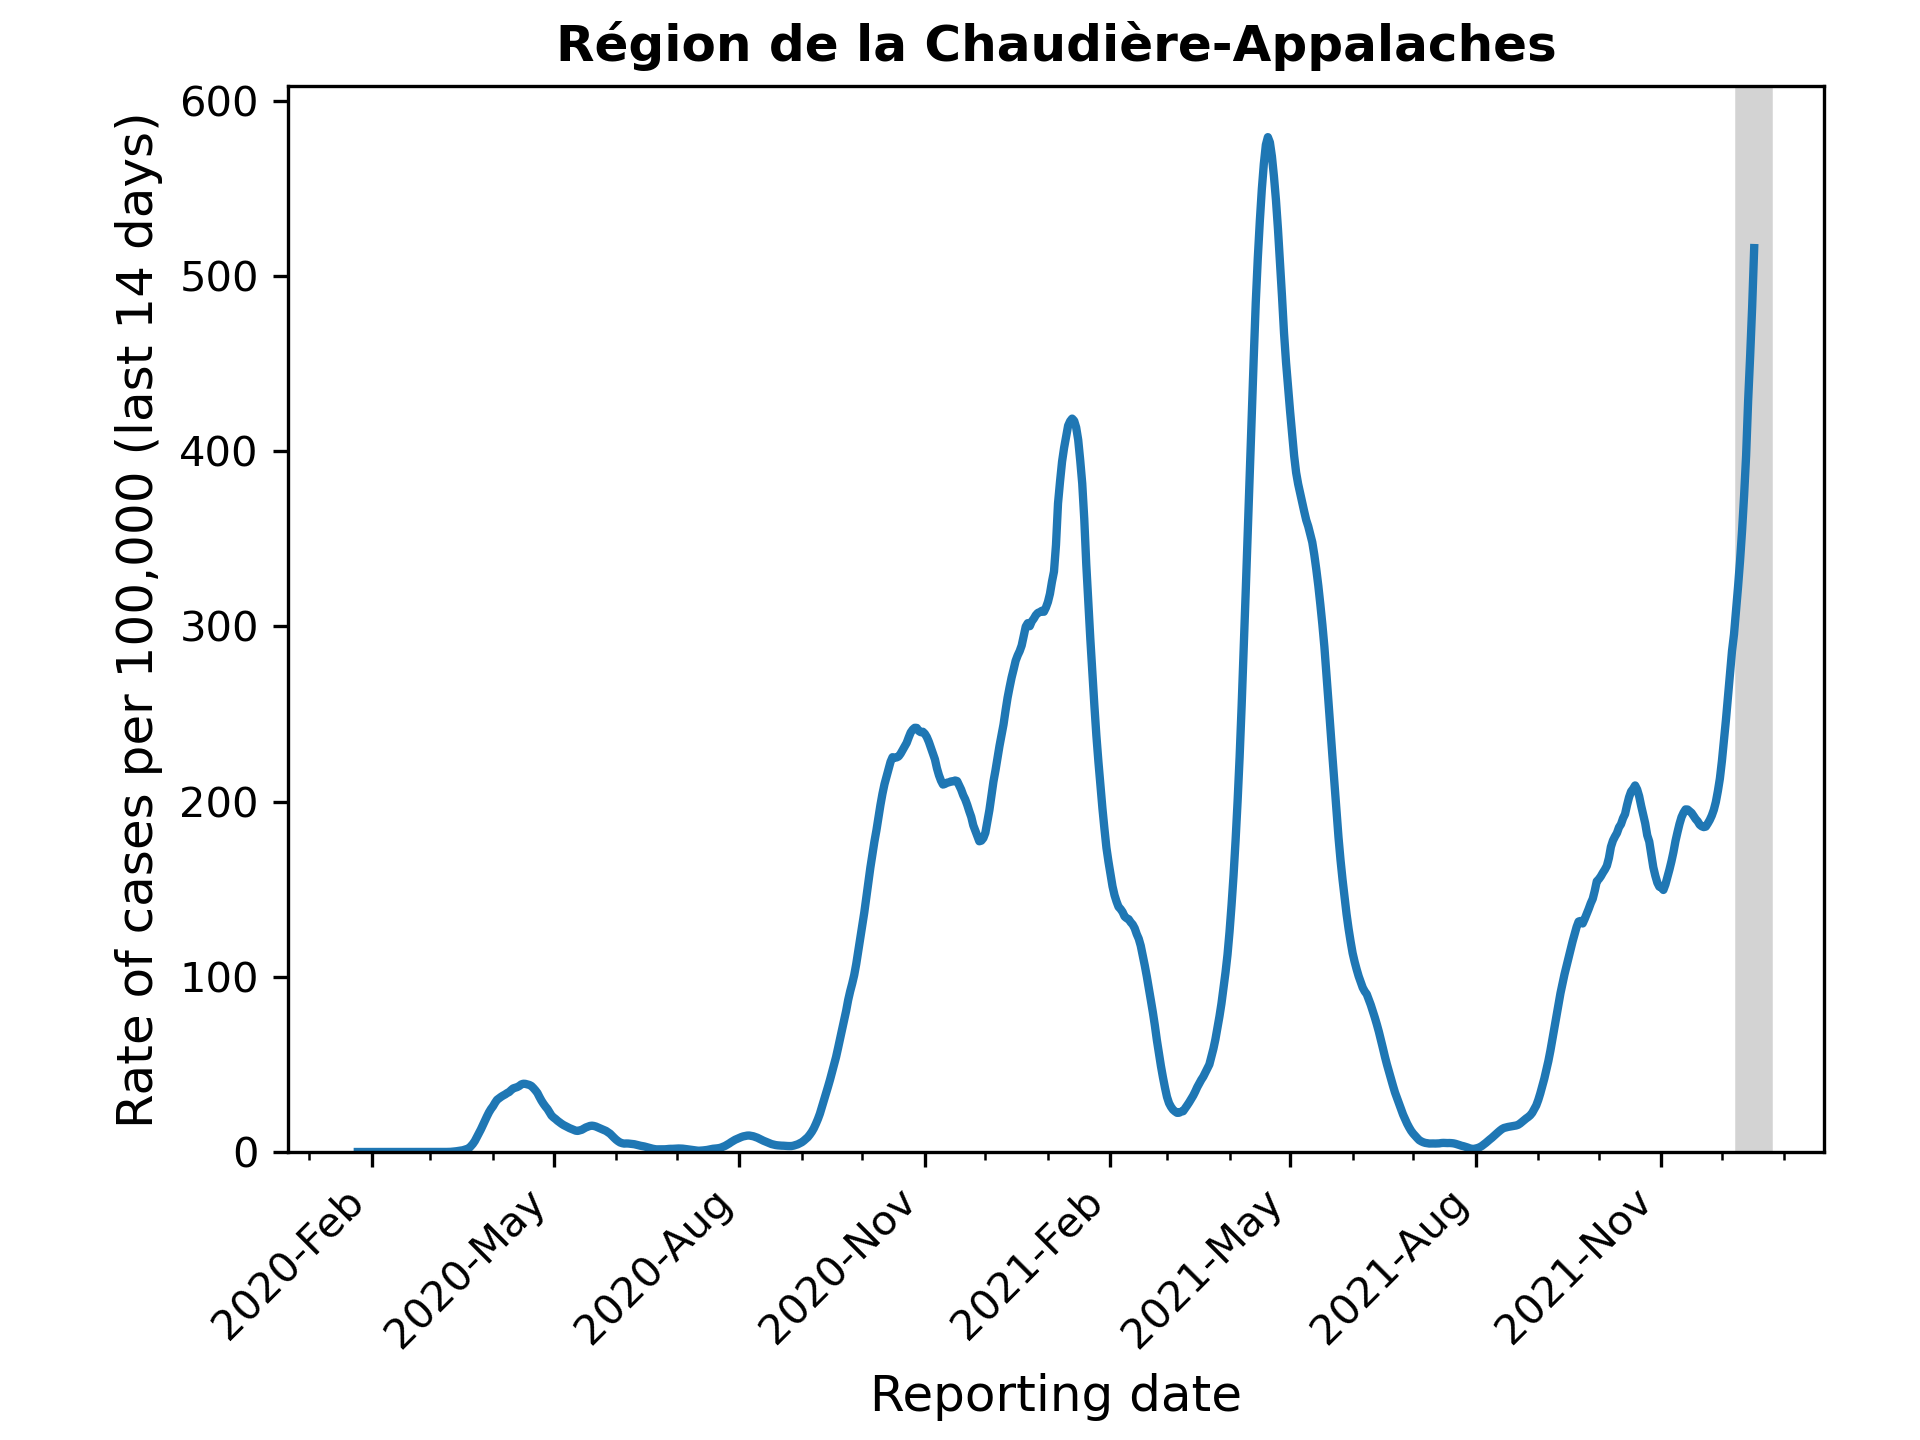 Région de la Chaudière-Appalaches
Rate of cases per 100,000 (last 14 days)
600
500
400
300
200
100
0
2020-Feb
2020-May
2020-Aug
2020-Nov
2021-Feb
2021-May
2021-Aug
2021-Nov
Reporting date